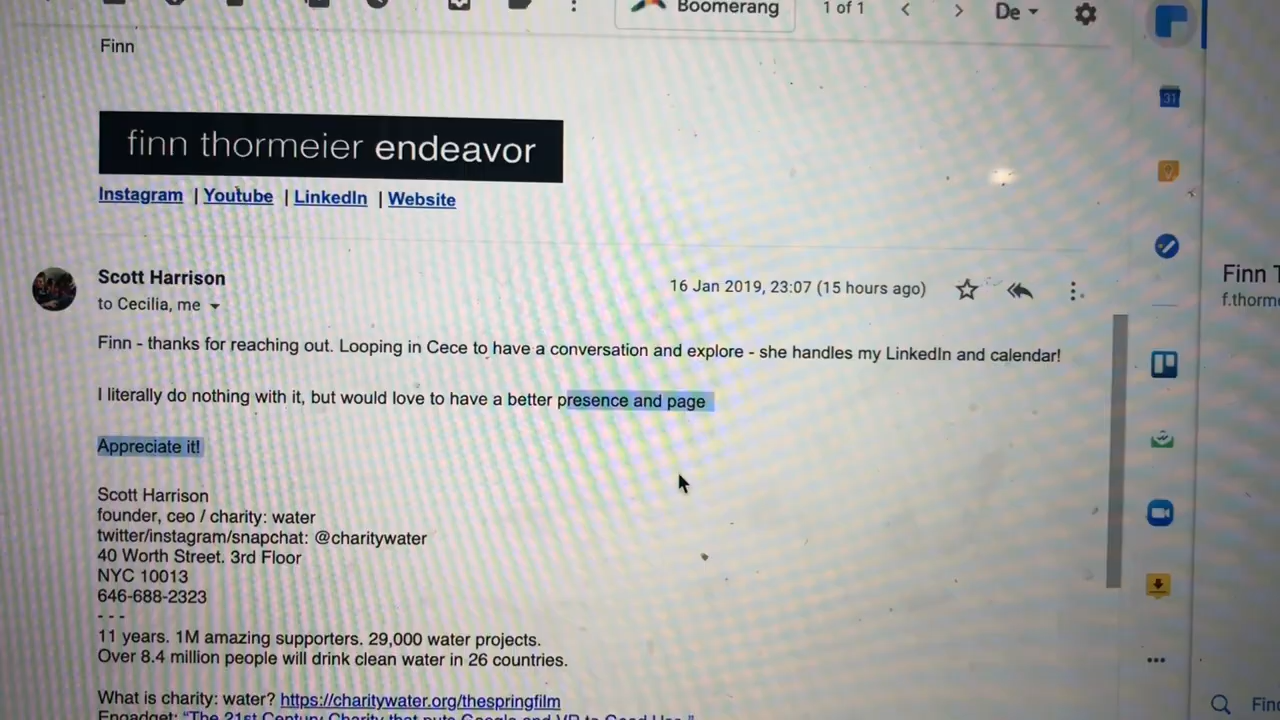 Boomerang
1 of 1
De
Finn
finn thormeier endeavor
Instagram | Youtube | LinkedIn | Website
31
Scott Harrison
16 Jan 2019, 23:07 (15 hours ago)
to Cecilia, me
Finn T
f.thorme
Finn - thanks for reaching out. Looping in Cece to have a conversation and explore - she handles my LinkedIn and calendar!
I literally do nothing with it, but would love to have a better presence and page
Appreciate it!
Scott Harrison
founder, ceo / charity: water
twitter/instagram/snapchat: @charitywater
40 Worth Street. 3rd Floor
NYC 10013
646-688-2323
- - -
11 years. 1M amazing supporters. 29,000 water projects.
Over 8.4 million people will drink clean water in 26 countries.
What is charity: water? https://charitywater.org/thespringfilm
Engadget: "The 21st Century Charity that puts Google and VR to Good Use."
Find